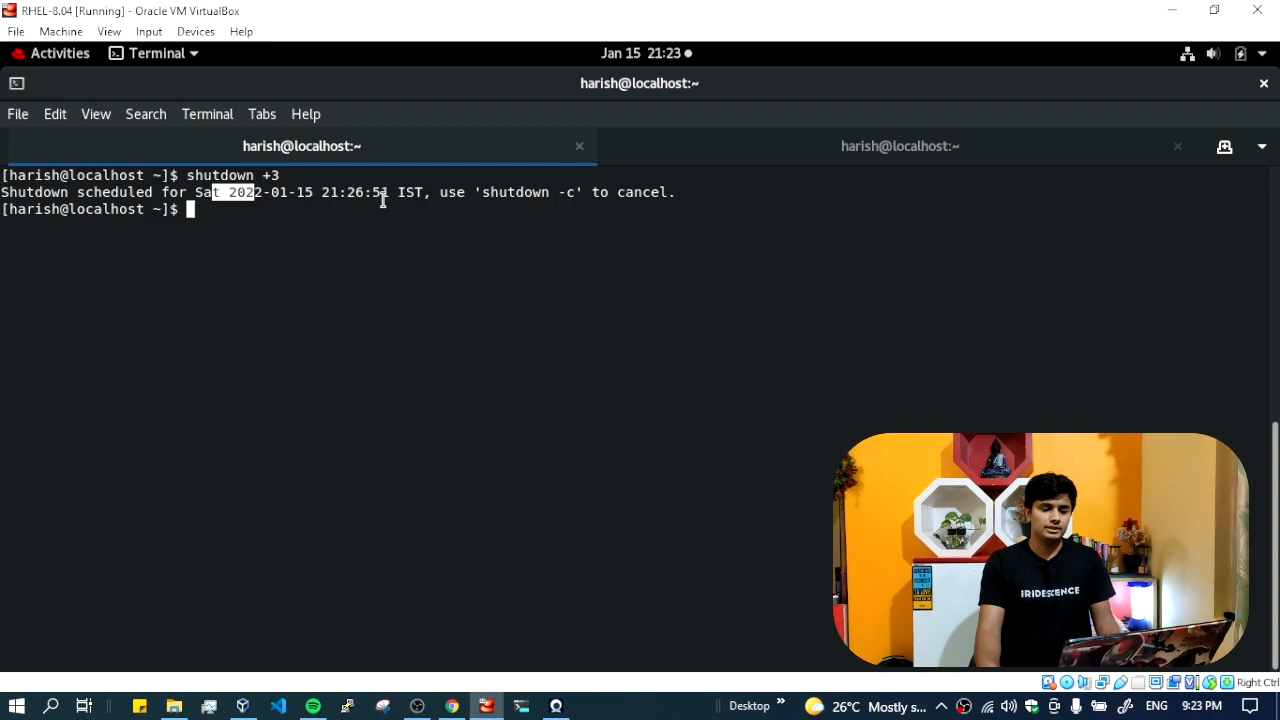 RHEL-8.04 [Running] - Oracle VM VirtualBox
File Machine View Input Devices Help
Activities Terminal Jan 15 21:23
harish@localhost:~
File Edit View Search Terminal Tabs Help
harish@localhost:~ harish@localhost:~
[harish@localhost ~]$ shutdown +3
Shutdown scheduled for Sat 2022-01-15 21:26:51 IST, use 'shutdown -c' to cancel.
[harish@localhost ~]$
IRIDESCENCE
Right Ctrl
Desktop 26°C Mostly s... ENG 9:23 PM